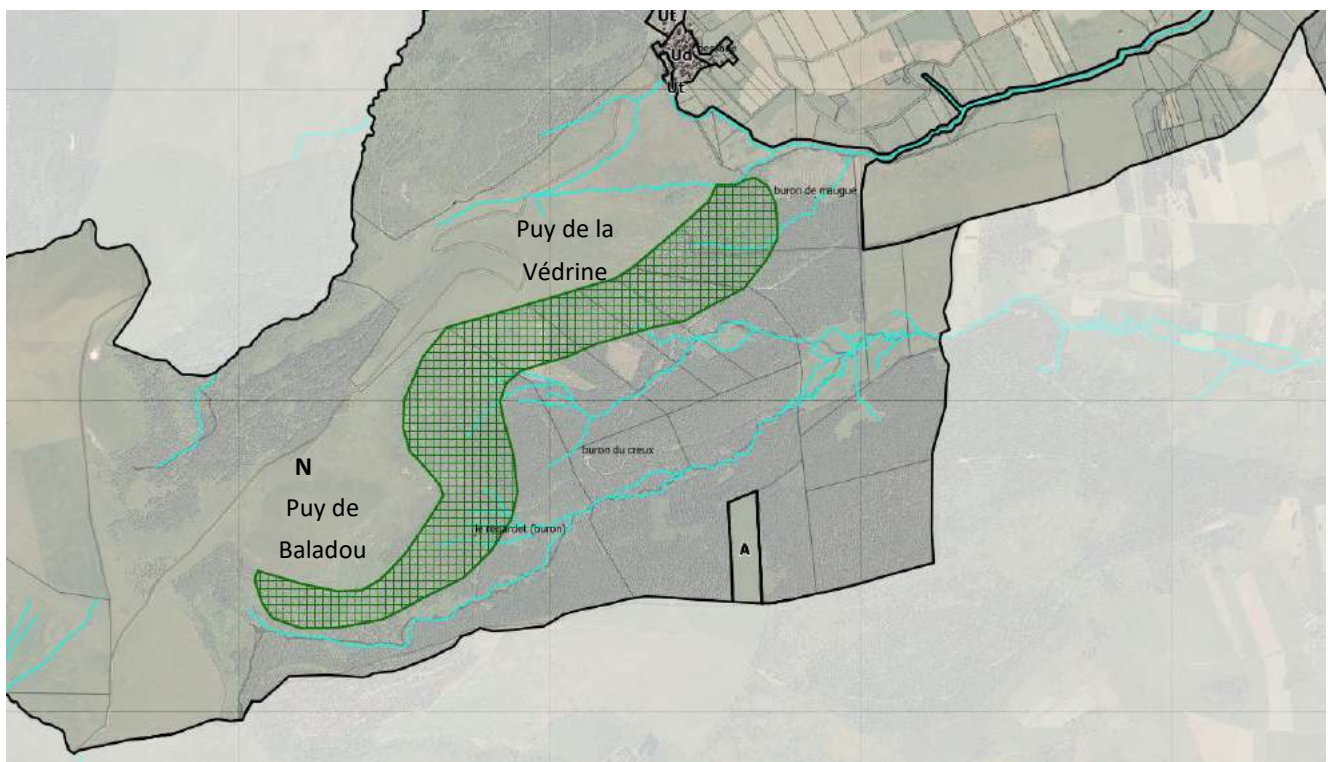 Ut
Ud
Ut
buron de maugue
Puy de la
Védrine
buron du creux
N
Puy de
Baladou
le regardet (buron)
A